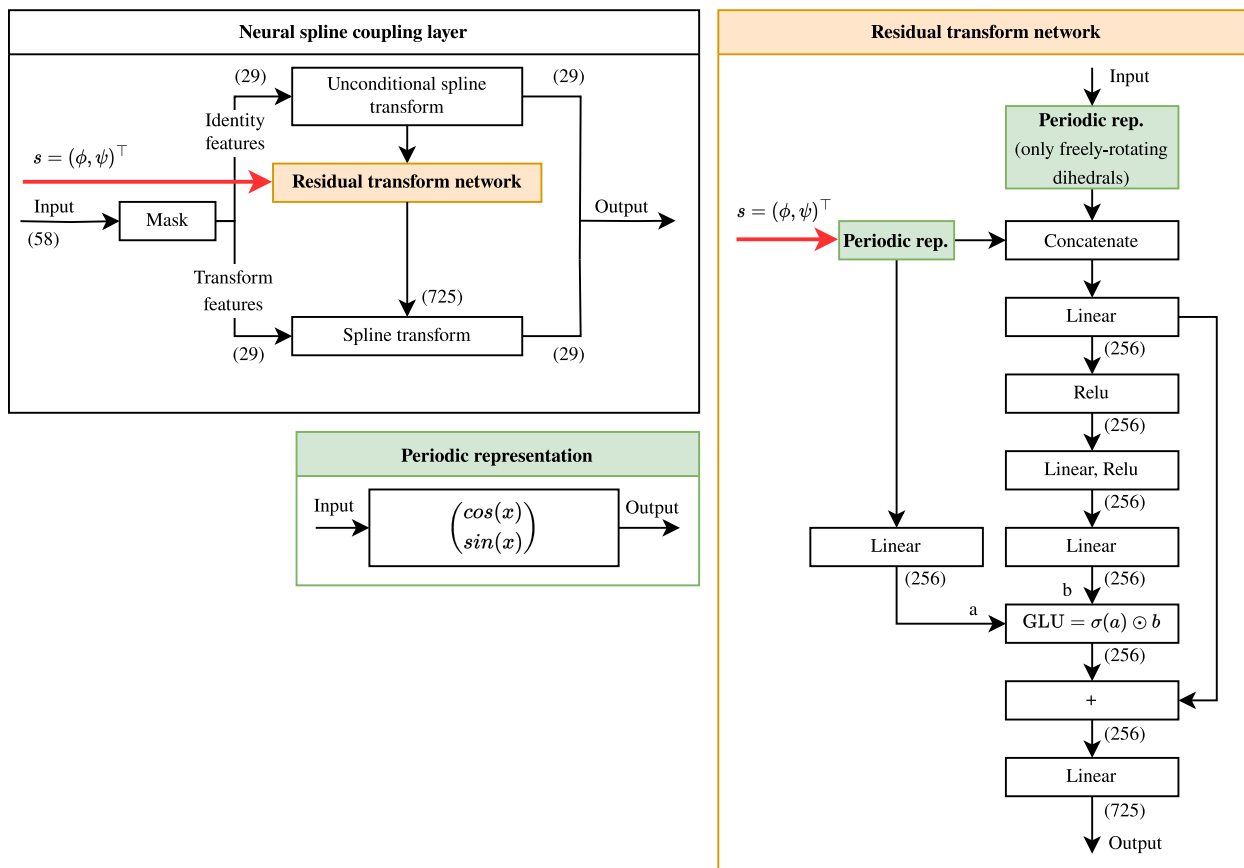 Neural spline coupling layer
(29)
Unconditional spline
transform
(29)
Identity
features
s = (ϕ, ψ)⊤
Residual transform network
Input
(58)
Mask
Output
Transform
features
(725)
(29)
Spline transform
(29)
Periodic representation
Input
cos(x)
sin(x)
Output
Residual transform network
Input
Periodic rep.
(only freely-rotating
dihedrals)
s = (ϕ, ψ)⊤
Periodic rep.
Concatenate
Linear
(256)
Relu
(256)
Linear, Relu
(256)
Linear
(256)
Linear
(256)
a
b
GLU = σ(a) ⊙ b
(256)
+
(256)
Linear
(725)
Output